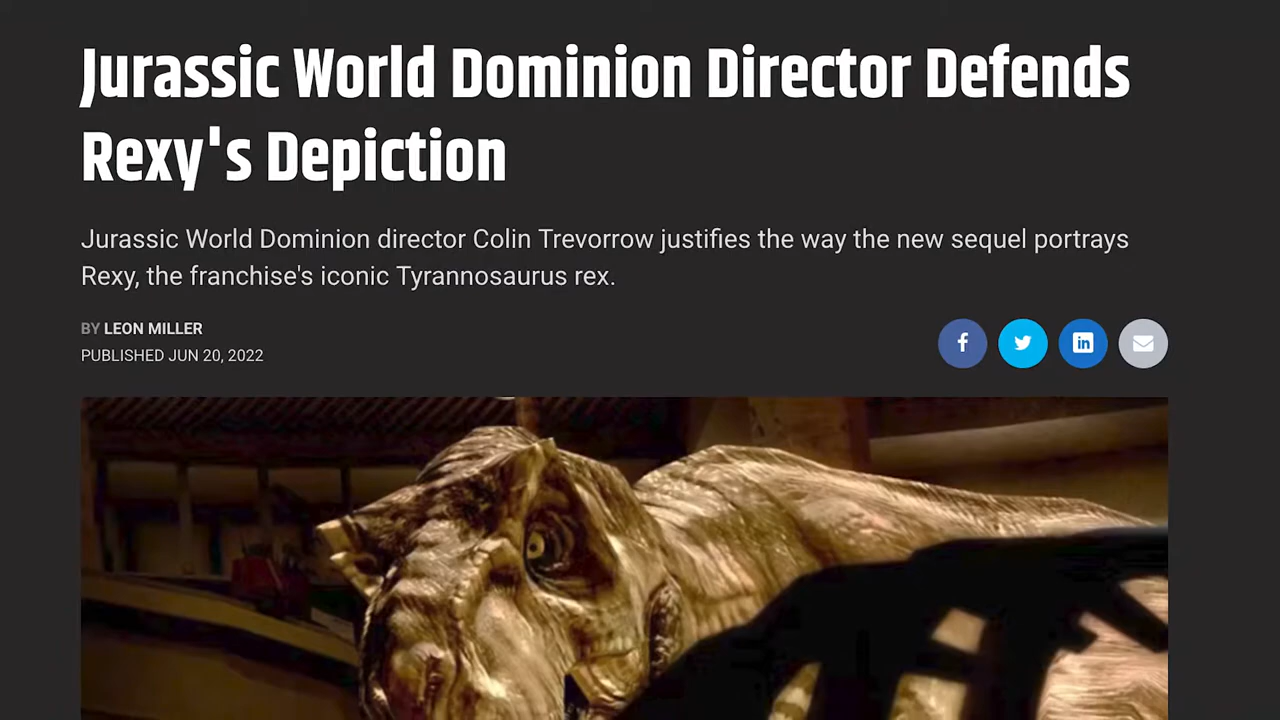 Jurassic World Dominion Director Defends
Rexy's Depiction
Jurassic World Dominion director Colin Trevorrow justifies the way the new sequel portrays
Rexy, the franchise's iconic Tyrannosaurus rex.
BY LEON MILLER
PUBLISHED JUN 20, 2022